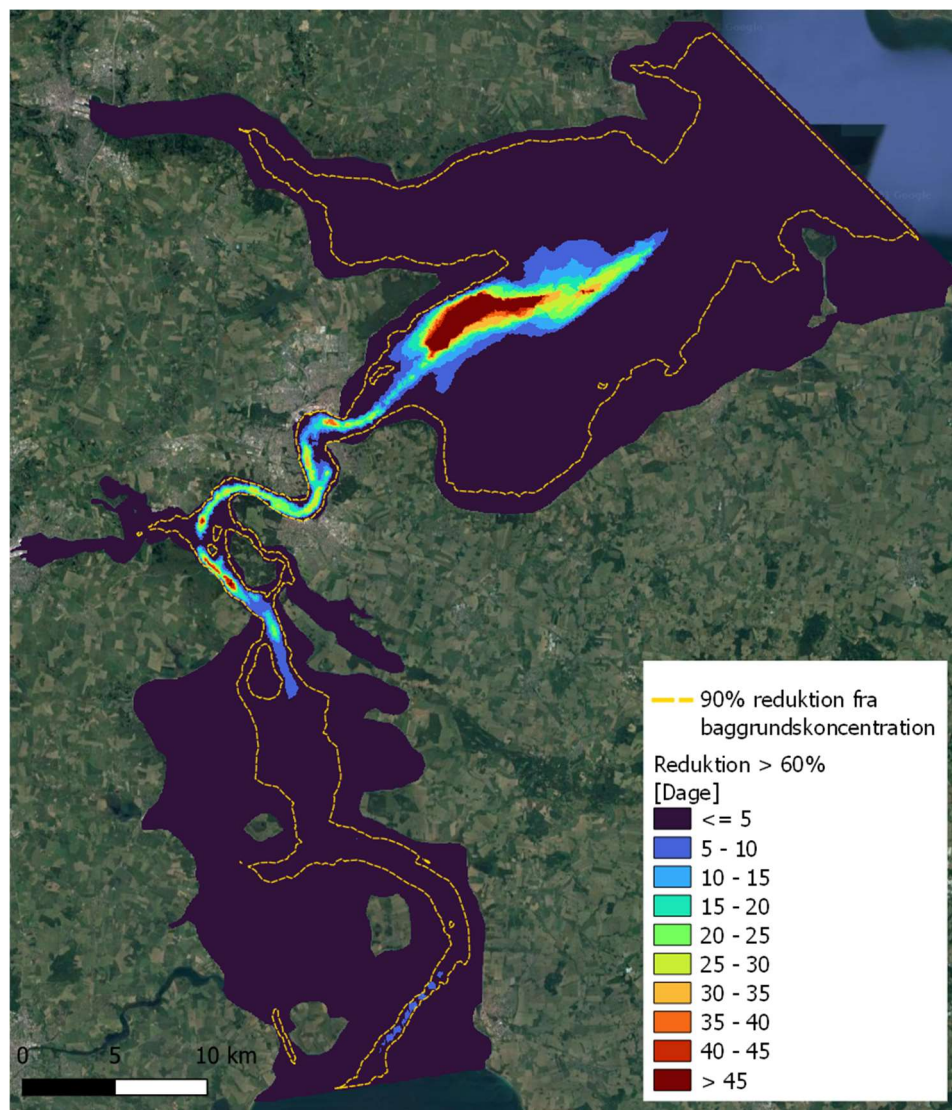 Google
90% reduktion fra
baggrundskoncentration
Reduktion > 60%
[Dage]
<= 5
5 - 10
10 - 15
15 - 20
20 - 25
25 - 30
30 - 35
35 - 40
40 - 45
> 45
0 5 10 km